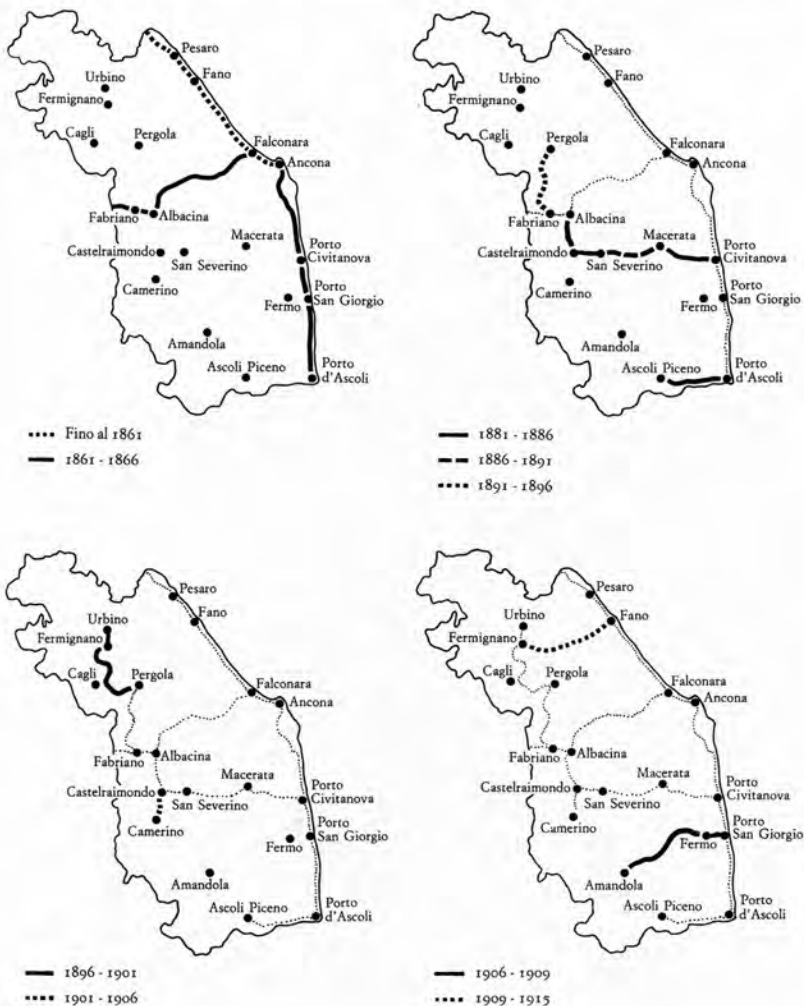 Pesaro
Urbino
Fano
Fermignano
Cagli
Pergola
Falconara
Ancona
Fabriano
Albacina
Macerata
Castelraimondo
San Severino
Porto
Civitanova
Camerino
Fermo
Porto
San Giorgio
Amandola
Ascoli Piceno
Porto
d'Ascoli
Fino al 1861
1861 - 1866
Pesaro
Urbino
Fano
Fermignano
Cagli
Pergola
Falconara
Ancona
Fabriano
Albacina
Macerata
Castelraimondo
San Severino
Porto
Civitanova
Camerino
Fermo
Porto
San Giorgio
Amandola
Ascoli Piceno
Porto
d'Ascoli
1881 - 1886
1886 - 1891
1891 - 1896
Pesaro
Urbino
Fano
Fermignano
Cagli
Pergola
Falconara
Ancona
Fabriano
Albacina
Macerata
Castelraimondo
San Severino
Porto
Civitanova
Camerino
Fermo
Porto
San Giorgio
Amandola
Ascoli Piceno
Porto
d'Ascoli
1896 - 1901
1901 - 1906
Pesaro
Urbino
Fano
Fermignano
Cagli
Pergola
Falconara
Ancona
Fabriano
Albacina
Macerata
Castelraimondo
San Severino
Porto
Civitanova
Camerino
Fermo
Porto
San Giorgio
Amandola
Ascoli Piceno
Porto
d'Ascoli
1906 - 1909
1909 - 1915